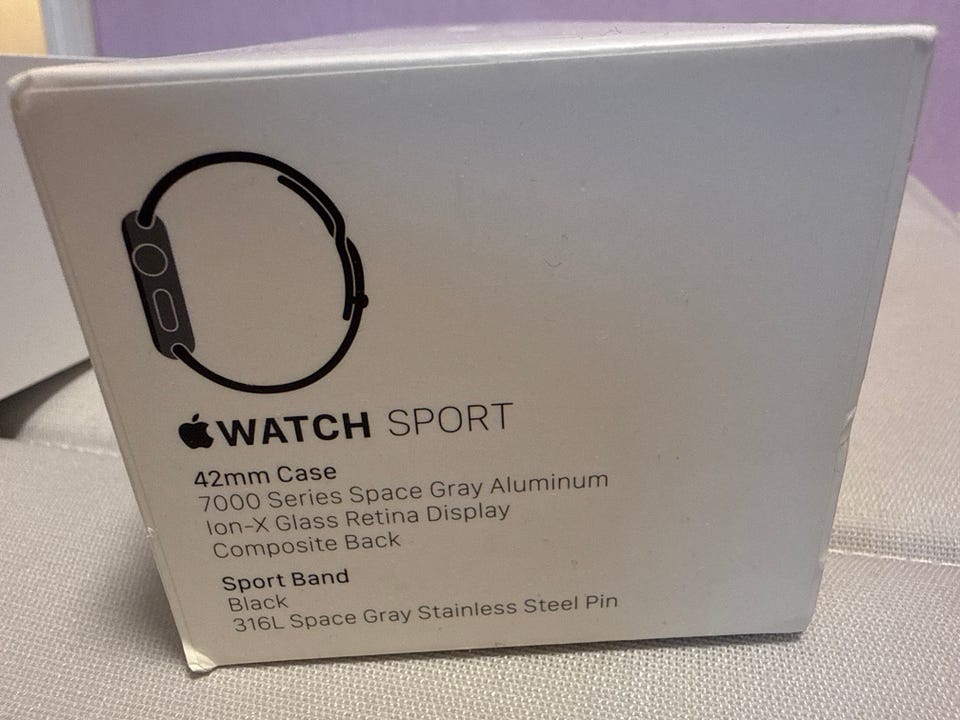 WATCH SPORT
42mm Case
7000 Series Space Gray Aluminum
Ion-X Glass Retina Display
Composite Back
Sport Band
Black
316L Space Gray Stainless Steel Pin